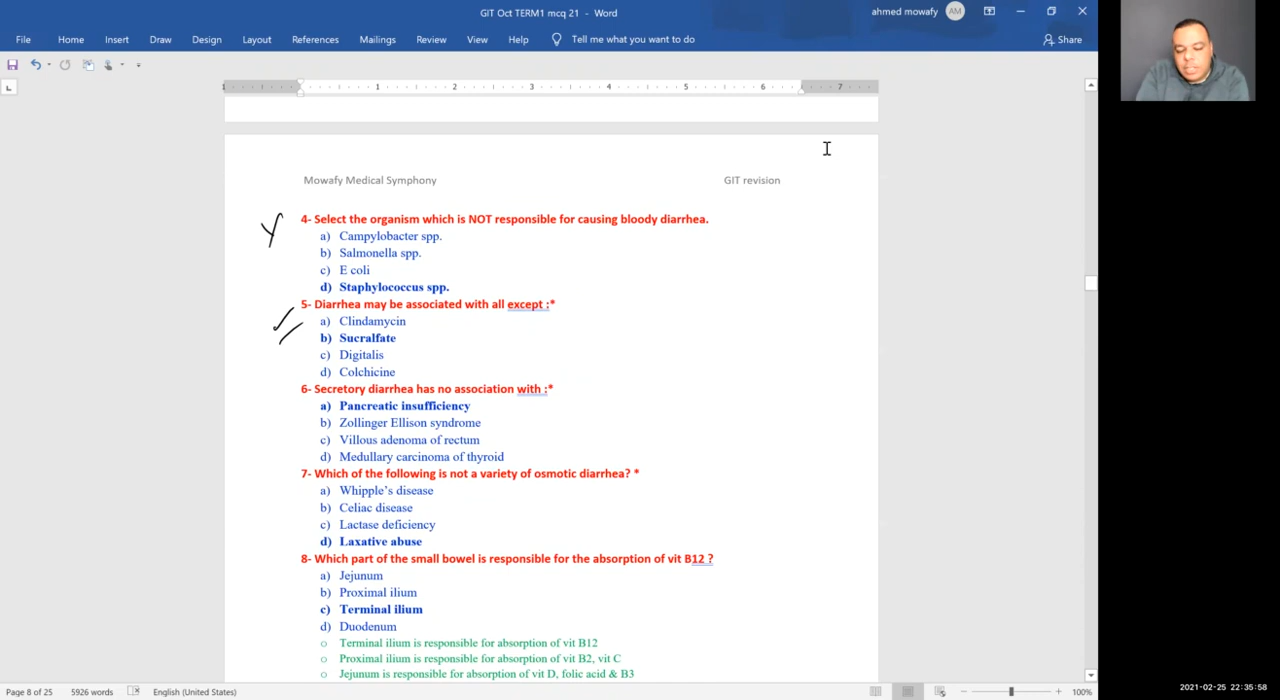 GIT Oct TERM1 mcq 21 - Word
ahmed mowafy AM
File Home Insert Draw Design Layout References Mailings Review View Help Tell me what you want to do Share
1 1 2 3 4 5 6 7
Mowafy Medical Symphony GIT revision
4- Select the organism which is NOT responsible for causing bloody diarrhea.
a) Campylobacter spp.
b) Salmonella spp.
c) E coli
d) Staphylococcus spp.
5- Diarrhea may be associated with all except :*
a) Clindamycin
b) Sucralfate
c) Digitalis
d) Colchicine
6- Secretory diarrhea has no association with :*
a) Pancreatic insufficiency
b) Zollinger Ellison syndrome
c) Villous adenoma of rectum
d) Medullary carcinoma of thyroid
7- Which of the following is not a variety of osmotic diarrhea? *
a) Whipple's disease
b) Celiac disease
c) Lactase deficiency
d) Laxative abuse
8- Which part of the small bowel is responsible for the absorption of vit B12 ?
a) Jejunum
b) Proximal ilium
c) Terminal ilium
d) Duodenum
o Terminal ilium is responsible for absorption of vit B12
o Proximal ilium is responsible for absorption of vit B2, vit C
o Jejunum is responsible for absorption of vit D, folic acid & B3
Page 8 of 25 5926 words English (United States) 100%
2021-02-25 22:35:58